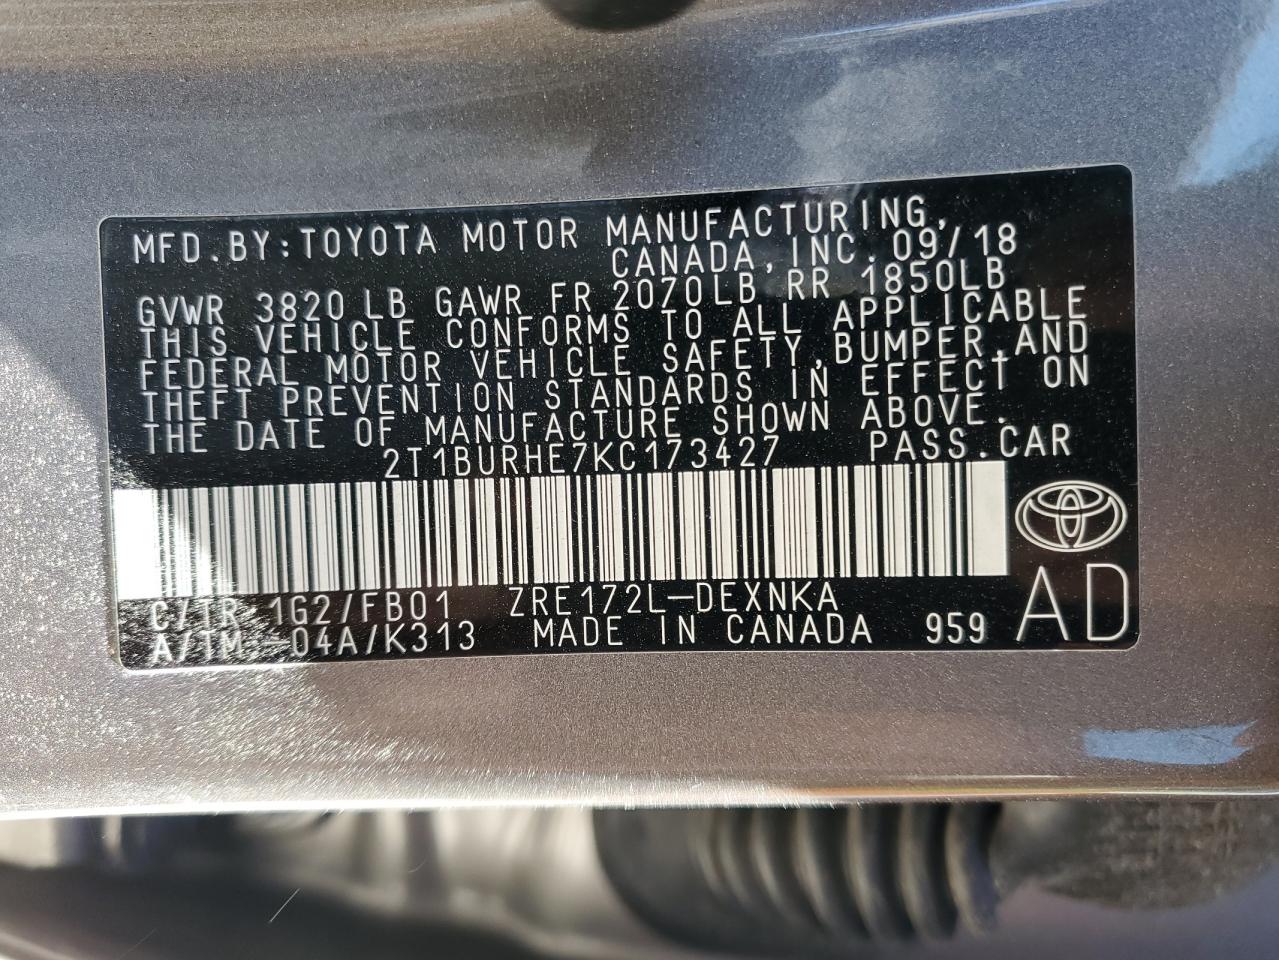 MFD.BY:TOYOTA MOTOR MANUFACTURING,
CANADA,INC.09/18
GVWR 3820LB GAWR FR 2070LB RR 1850LB
THIS VEHICLE CONFORMS TO ALL APPLICABLE
FEDERAL MOTOR VEHICLE SAFETY,BUMPER,AND
THEFT PREVENTION STANDARDS IN EFFECT ON
THE DATE OF MANUFACTURE SHOWN ABOVE.
2T1BURHE7KC173427 PASS.CAR
C/TR 1G2/FB01 ZRE172L-DEXNKA
A/TM -04A/K313 MADE IN CANADA 959 AD